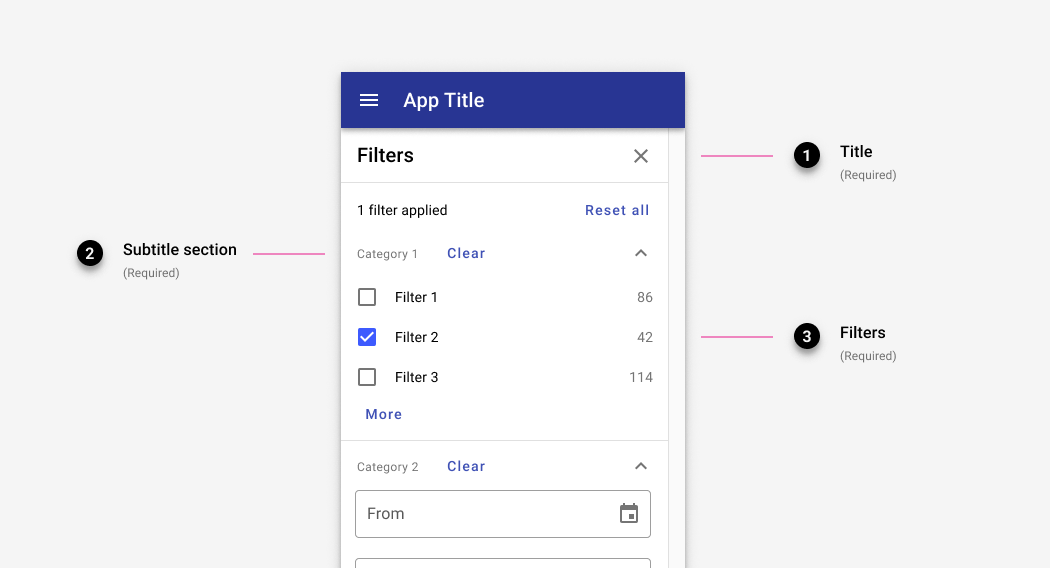 App Title
Filters
1 Title
(Required)
1 filter applied Reset all
2 Subtitle section
(Required)
Category 1 Clear
Filter 1 86
Filter 2 42
3 Filters
(Required)
Filter 3 114
More
Category 2 Clear
From